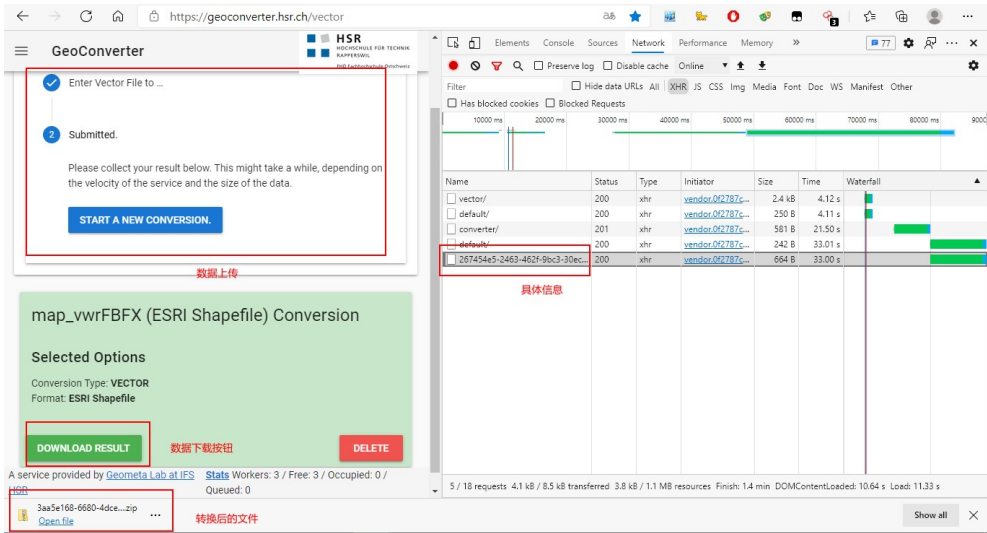 https://geoconverter.hsr.ch/vector
GeoConverter
HSR
HOCHSCHULE FÜR TECHNIK
RAPPERSWIL
FHO Fachhochschule Ostschweiz
Enter Vector File to ...
2 Submitted.
Please collect your result below. This might take a while, depending on
the velocity of the service and the size of the data.
START A NEW CONVERSION.
数据上传
map_vwrFBFX (ESRI Shapefile) Conversion
Selected Options
Conversion Type: VECTOR
Format: ESRI Shapefile
DOWNLOAD RESULT
数据下载按钮
DELETE
A service provided by Geometa Lab at IFS
HSR
Stats Workers: 3 / Free: 3 / Occupied: 0 /
Queued: 0
3aa5e168-6680-4dce....zip
Open file
...
转换后的文件
Elements Console Sources Network Performance Memory » 77
Preserve log Disable cache Online
Filter Hide data URLs All XHR JS CSS Img Media Font Doc WS Manifest Other
Has blocked cookies Blocked Requests
10000 ms 20000 ms 30000 ms 40000 ms 50000 ms 60000 ms 70000 ms 80000 ms 9000
Name Status Type Initiator Size Time Waterfall
vector/ 200 xhr vendor.0f2787c... 2.4 kB 4.12 s
default/ 200 xhr vendor.0f2787c... 250 B 4.11 s
converter/ 201 xhr vendor.0f2787c... 581 B 21.50 s
default/ 200 xhr vendor.0f2787c... 242 B 33.01 s
267454e5-2463-462f-9bc3-30ec... 200 xhr vendor.0f2787c... 664 B 33.00 s
具体信息
5 / 18 requests 4.1 kB / 8.5 kB transferred 3.8 kB / 1.1 MB resources Finish: 1.4 min DOMContentLoaded: 10.64 s Load: 11.33 s
Show all